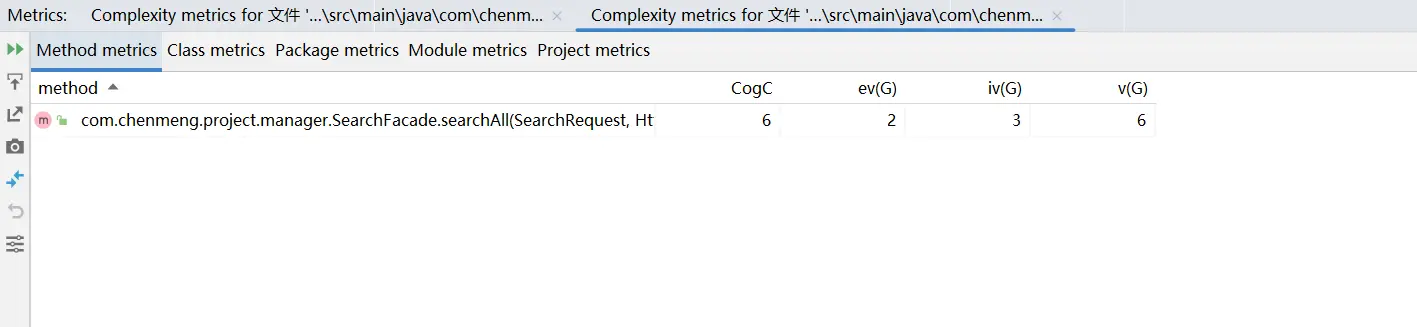 Metrics: Complexity metrics for 文件 '...\src\main\java\com\chenm... Complexity metrics for 文件 '...\src\main\java\com\chenm...
Method metrics Class metrics Package metrics Module metrics Project metrics
method CogC ev(G) iv(G) v(G)
m com.chenmeng.project.manager.SearchFacade.searchAll(SearchRequest, Ht 6 2 3 6